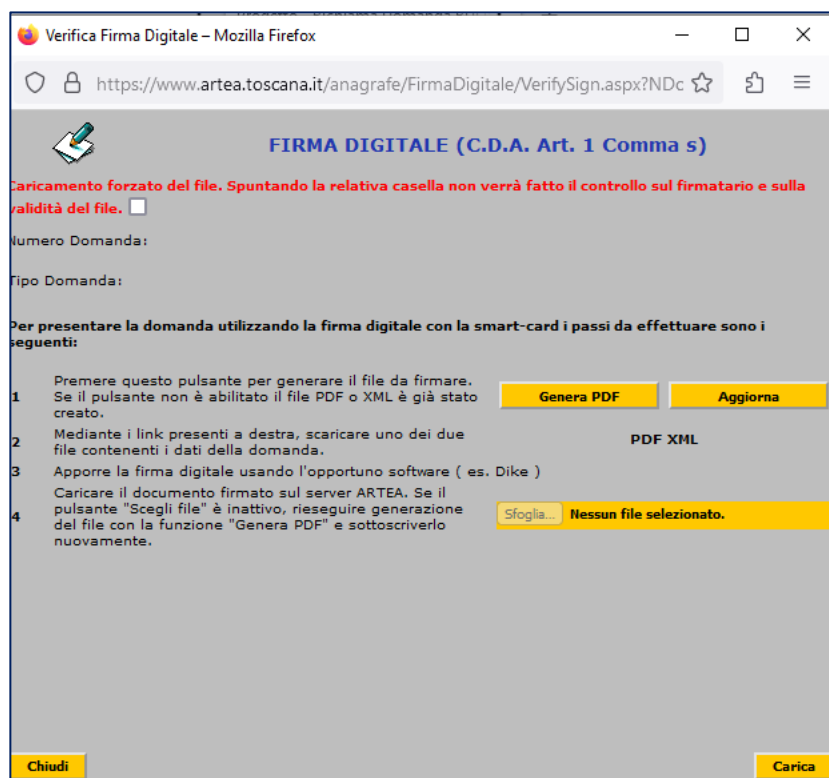 Verifica Firma Digitale – Mozilla Firefox
https://www.artea.toscana.it/anagrafe/FirmaDigitale/VerifySign.aspx?NDc
FIRMA DIGITALE (C.D.A. Art. 1 Comma s)
Caricamento forzato del file. Spuntando la relativa casella non verrà fatto il controllo sul firmatario e sulla
validità del file.
Numero Domanda:
Tipo Domanda:
Per presentare la domanda utilizzando la firma digitale con la smart-card i passi da effettuare sono i
seguenti:
1 Premere questo pulsante per generare il file da firmare.
Se il pulsante non è abilitato il file PDF o XML è già stato
creato.
Genera PDF Aggiorna
2 Mediante i link presenti a destra, scaricare uno dei due
file contenenti i dati della domanda.
PDF XML
3 Apporre la firma digitale usando l'opportuno software ( es. Dike )
4 Caricare il documento firmato sul server ARTEA. Se il
pulsante "Scegli file" è inattivo, rieseguire generazione
del file con la funzione "Genera PDF" e sottoscriverlo
nuovamente.
Sfoglia... Nessun file selezionato.
Chiudi Carica